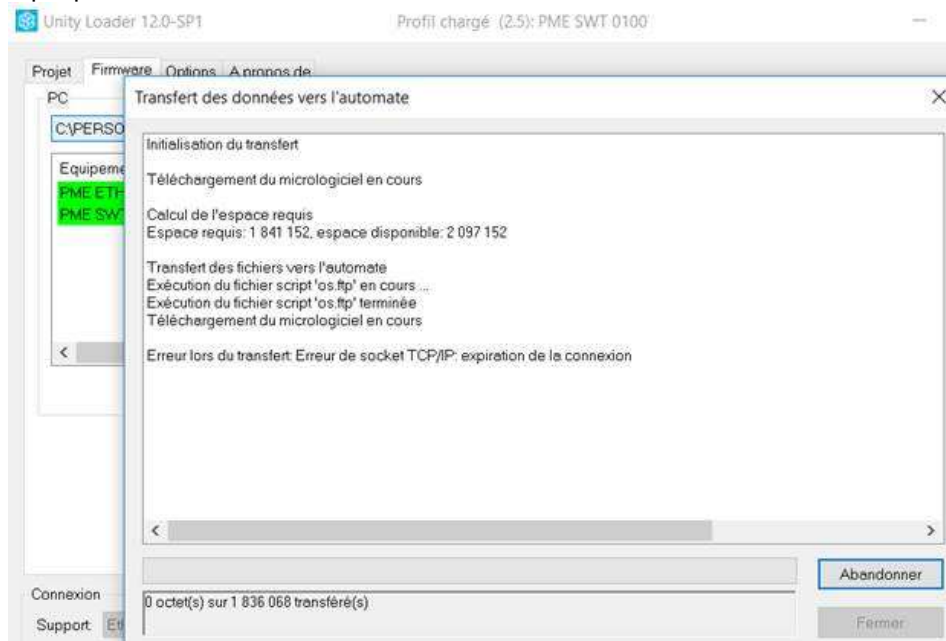 Unity Loader 12.0-SP1 Profil chargé (2.5): PME SWT 0100
Projet Firmware Options A propos de
PC
Transfert des données vers l'automate
C:\PERSO
Initialisation du transfert
Equipeme
Téléchargement du micrologiciel en cours
PME ETH
PME SWT
Calcul de l'espace requis
Espace requis: 1 841 152, espace disponible: 2 097 152
Transfert des fichiers vers l'automate
Exécution du fichier script 'os.ftp' en cours ...
Exécution du fichier script 'os.ftp' terminée
Téléchargement du micrologiciel en cours
Erreur lors du transfert: Erreur de socket TCP/IP: expiration de la connexion
Abandonner
Connexion
0 octet(s) sur 1 836 068 transféré(s)
Support
Fermer